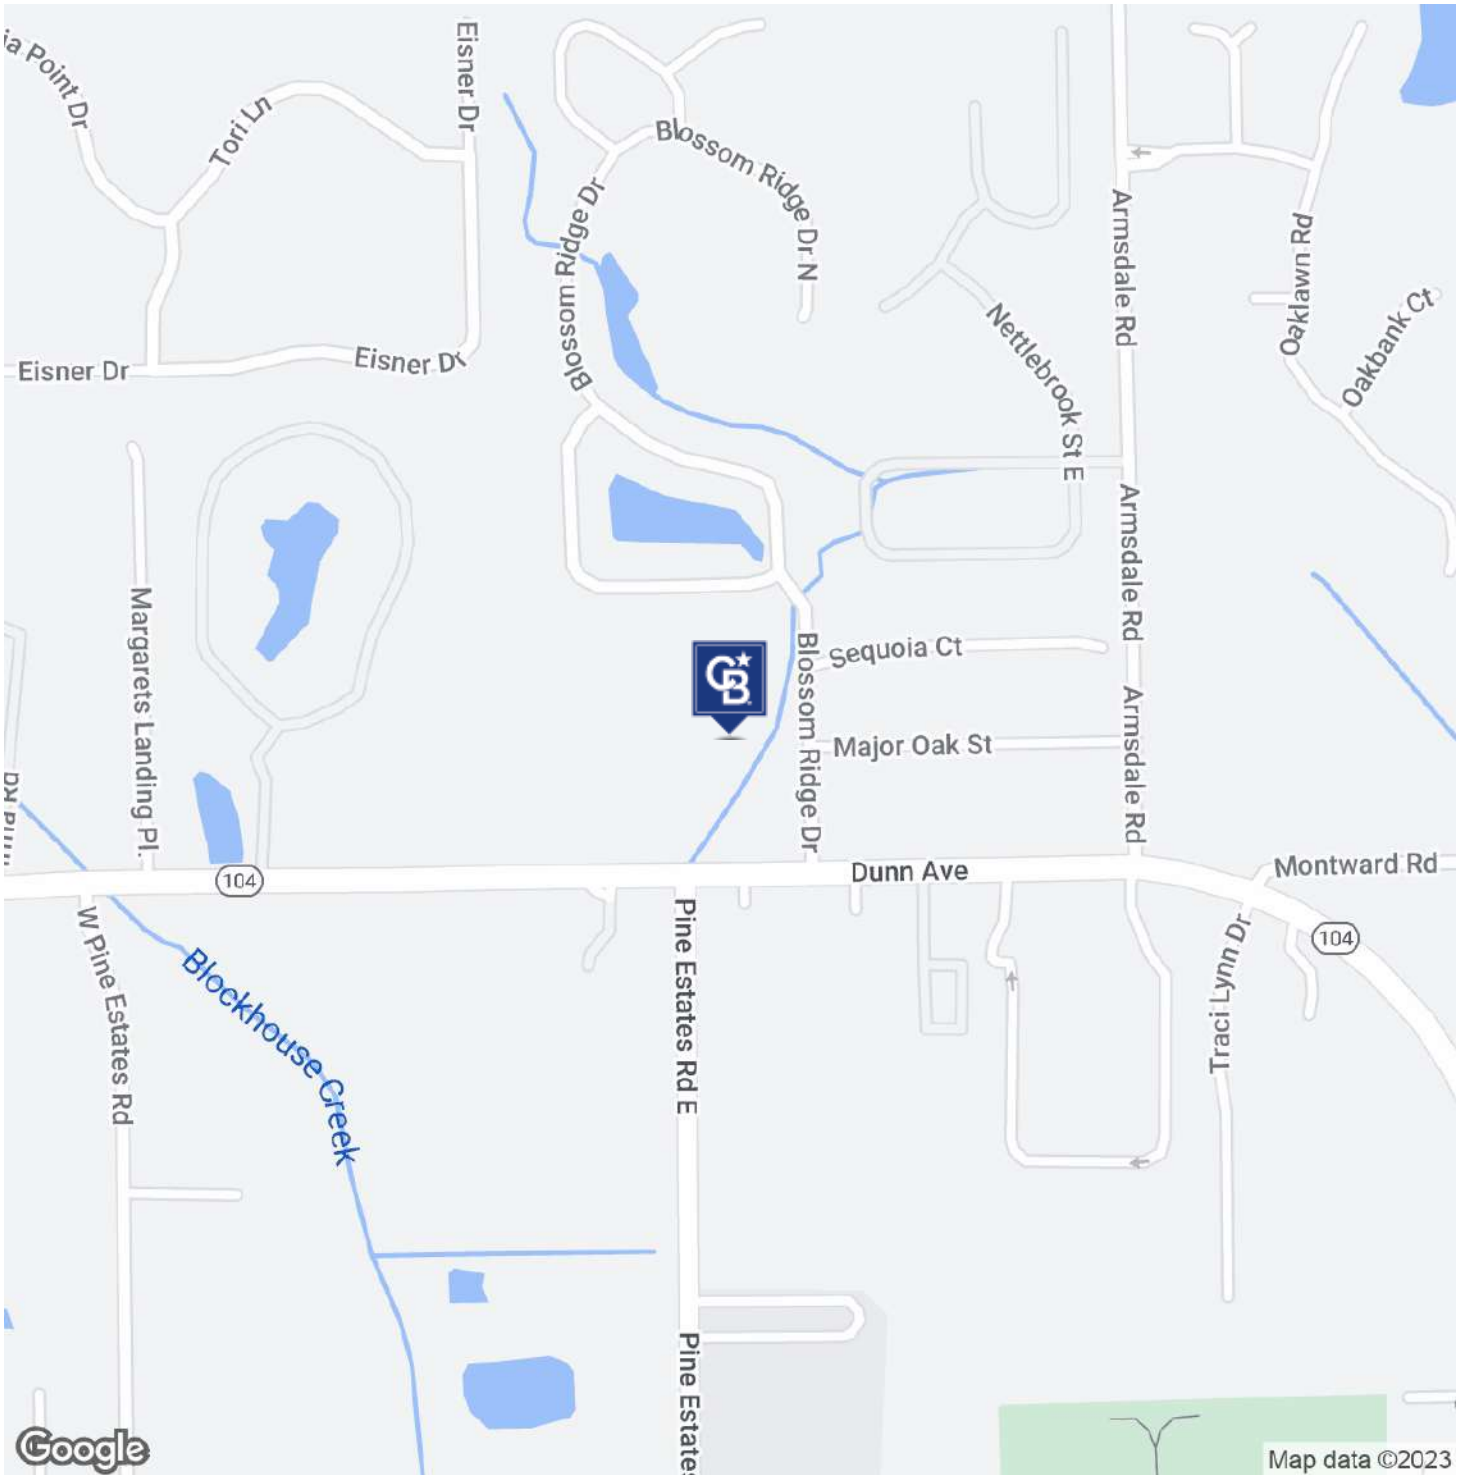 ia Point Dr
Tori Ln
Eisner Dr
Blossom Ridge Dr N
Blossom Ridge Dr
Armsdale Rd
Oaklawn Rd
Oakbank Ct
Nettlebrook St E
Eisner Dr
Eisner Dr
Armsdale Rd
Margarets Landing Pl.
CB
Blossom Ridge Dr
Sequoia Ct
Major Oak St
Armsdale Rd
104
Dunn Ave
Montward Rd
W Pine Estates Rd
Blockhouse Creek
Pine Estates Rd E
Traci Lynn Dr
104
Pine Estates
Google
Map data ©2023